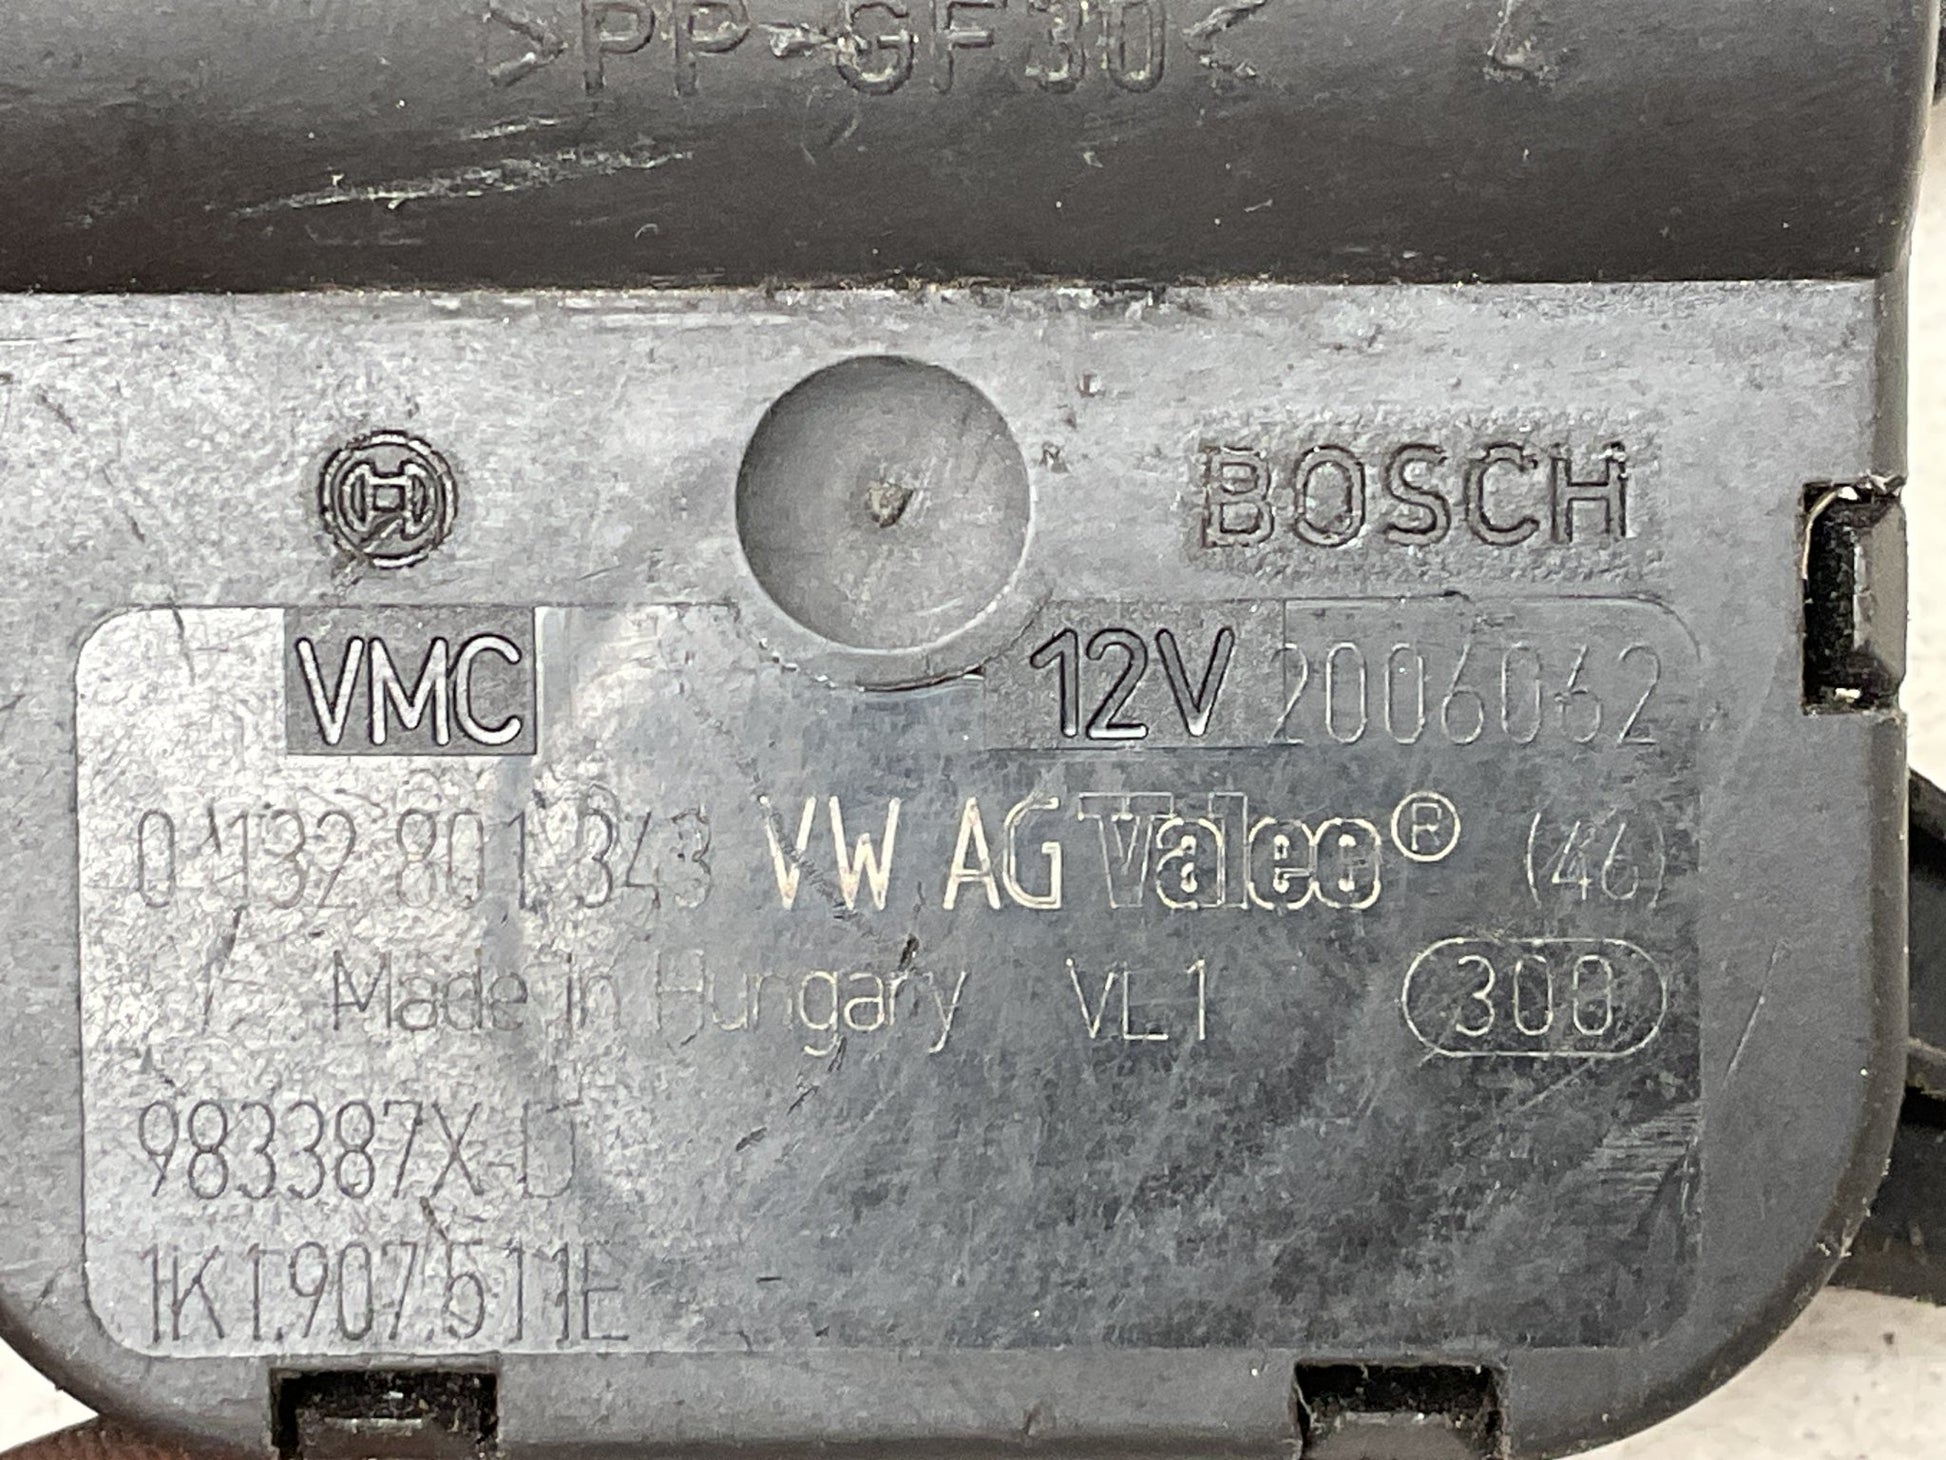 >PP-GF30<
BOSCH
VMC 12V 2006062
0 132 801 343 VW AG Valeo® (46)
Made in Hungary VL1 300
983387X-D
1K1.907.511E